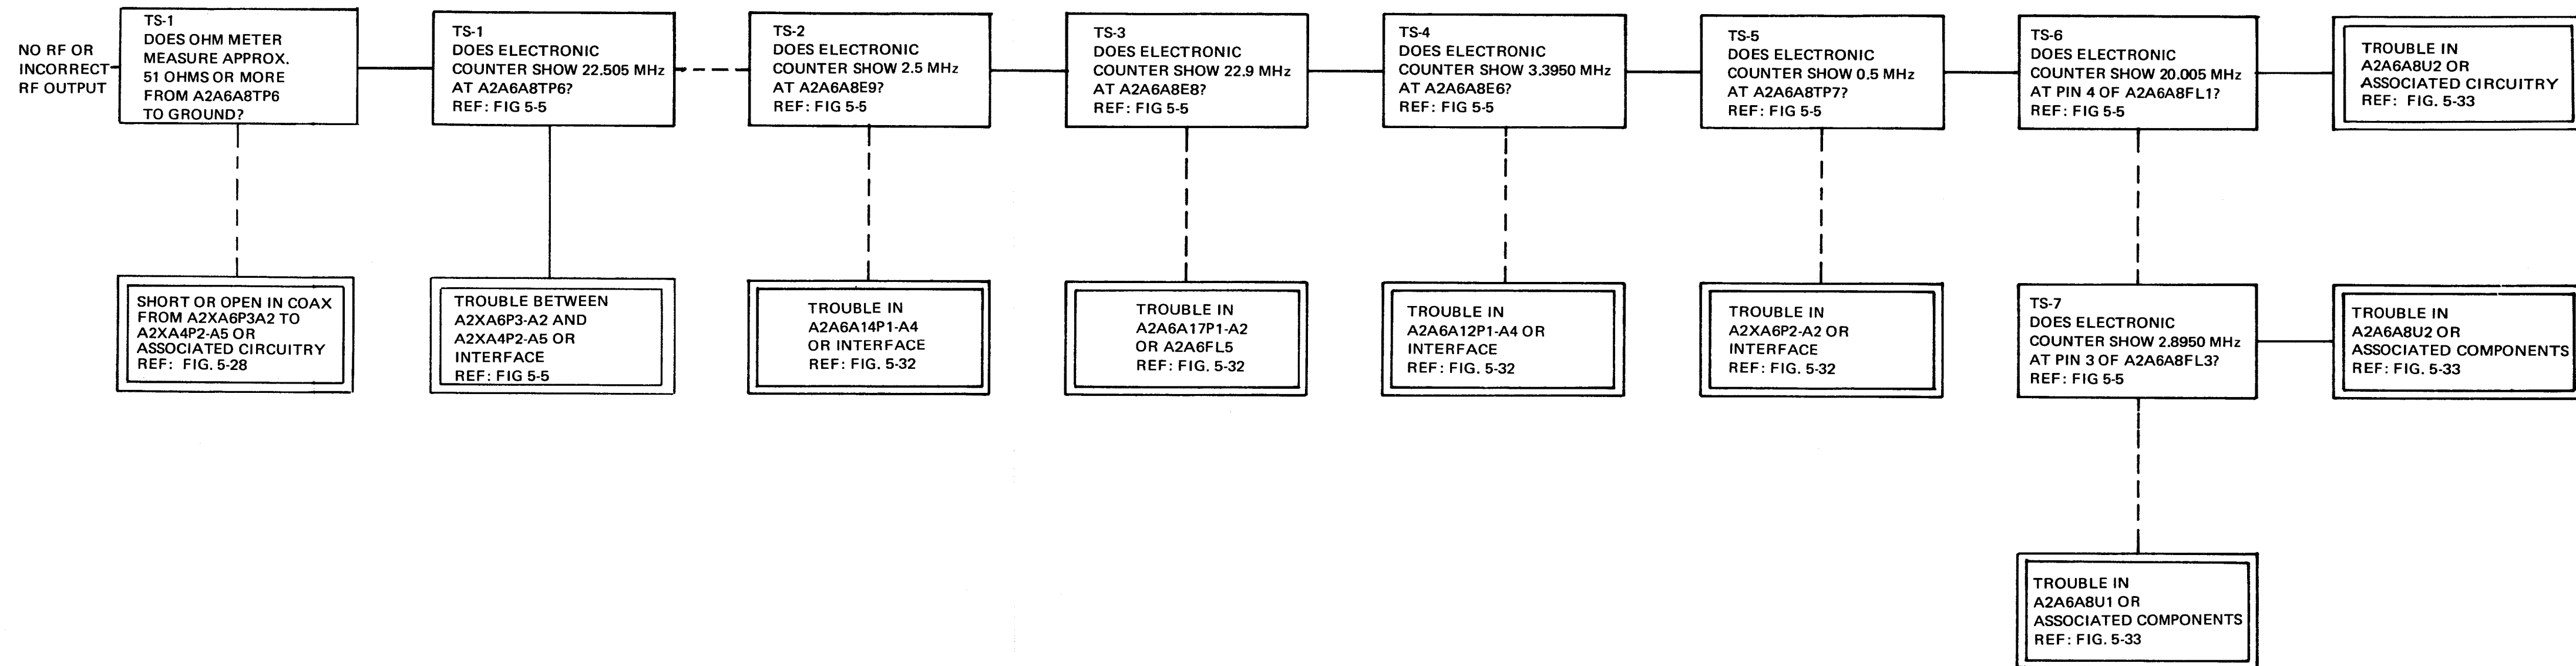 NO RF OR
INCORRECT
RF OUTPUT
TS-1
DOES OHM METER
MEASURE APPROX.
51 OHMS OR MORE
FROM A2A6A8TP6
TO GROUND?
TS-1
DOES ELECTRONIC
COUNTER SHOW 22.505 MHz
AT A2A6A8TP6?
REF: FIG 5-5
TS-2
DOES ELECTRONIC
COUNTER SHOW 2.5 MHz
AT A2A6A8E9?
REF: FIG 5-5
TS-3
DOES ELECTRONIC
COUNTER SHOW 22.9 MHz
AT A2A6A8E8?
REF: FIG 5-5
TS-4
DOES ELECTRONIC
COUNTER SHOW 3.3950 MHz
AT A2A6A8E6?
REF: FIG 5-5
TS-5
DOES ELECTRONIC
COUNTER SHOW 0.5 MHz
AT A2A6A8TP7?
REF: FIG 5-5
TS-6
DOES ELECTRONIC
COUNTER SHOW 20.005 MHz
AT PIN 4 OF A2A6A8FL1?
REF: FIG 5-5
TROUBLE IN
A2A6A8U2 OR
ASSOCIATED CIRCUITRY
REF: FIG. 5-33
SHORT OR OPEN IN COAX
FROM A2XA6P3A2 TO
A2XA4P2-A5 OR
ASSOCIATED CIRCUITRY
REF: FIG. 5-28
TROUBLE BETWEEN
A2XA6P3-A2 AND
A2XA4P2-A5 OR
INTERFACE
REF: FIG 5-5
TROUBLE IN
A2A6A14P1-A4
OR INTERFACE
REF: FIG. 5-32
TROUBLE IN
A2A6A17P1-A2
OR A2A6FL5
REF: FIG. 5-32
TROUBLE IN
A2A6A12P1-A4 OR
INTERFACE
REF: FIG. 5-32
TROUBLE IN
A2XA6P2-A2 OR
INTERFACE
REF: FIG. 5-32
TS-7
DOES ELECTRONIC
COUNTER SHOW 2.8950 MHz
AT PIN 3 OF A2A6A8FL3?
REF: FIG 5-5
TROUBLE IN
A2A6A8U2 OR
ASSOCIATED COMPONENTS
REF: FIG. 5-33
TROUBLE IN
A2A6A8U1 OR
ASSOCIATED COMPONENTS
REF: FIG. 5-33